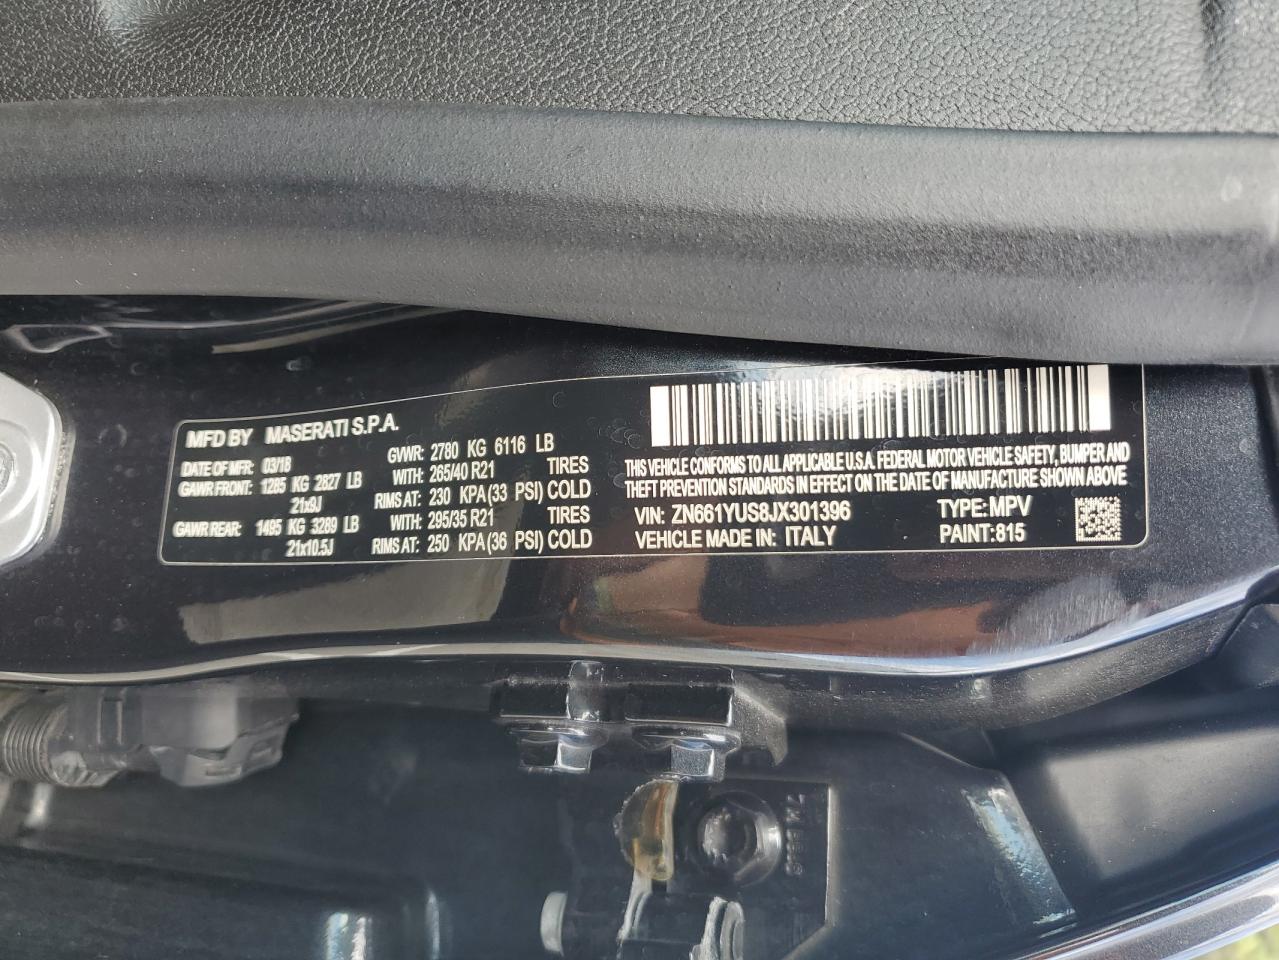 MFD BY MASERATI S.P.A.
DATE OF MFR: 03/18 GVWR: 2780 KG 6116 LB
GAWR FRONT: 1285 KG 2827 LB WITH: 265/40 R21 TIRES
21x9J RIMS AT: 230 KPA (33 PSI) COLD
GAWR REAR: 1495 KG 3289 LB WITH: 295/35 R21 TIRES
21x10.5J RIMS AT: 250 KPA (36 PSI) COLD
THIS VEHICLE CONFORMS TO ALL APPLICABLE U.S.A. FEDERAL MOTOR VEHICLE SAFETY, BUMPER AND
THEFT PREVENTION STANDARDS IN EFFECT ON THE DATE OF MANUFACTURE SHOWN ABOVE
VIN: ZN661YUS8JX301396 TYPE: MPV
VEHICLE MADE IN: ITALY PAINT: 815